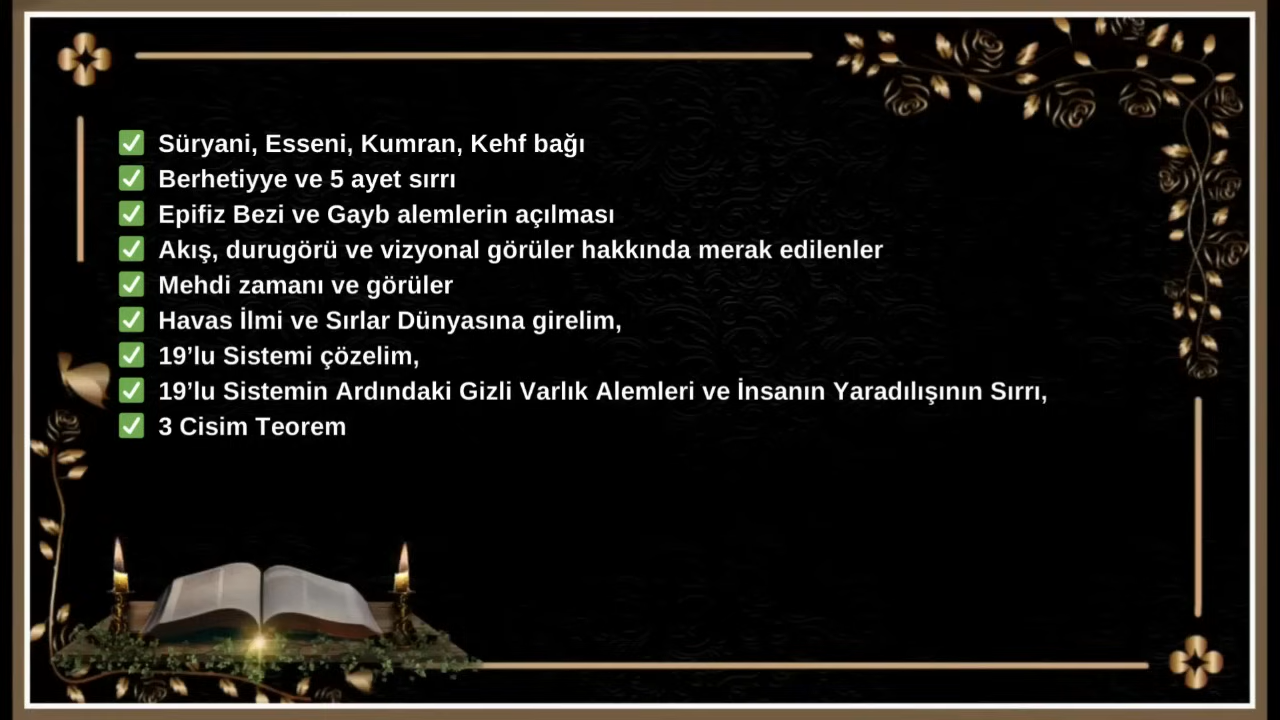 ✅ Süryani, Esseni, Kumran, Kehf bağı
✅ Berhetiyye ve 5 ayet sırrı
✅ Epifiz Bezi ve Gayb alemlerin açılması
✅ Akış, durugörü ve vizyonal görüler hakkında merak edilenler
✅ Mehdi zamanı ve görüler
✅ Havas İlmi ve Sırlar Dünyasına girelim,
✅ 19’lu Sistemi çözelim,
✅ 19’lu Sistemin Ardındaki Gizli Varlık Alemleri ve İnsanın Yaradılışının Sırrı,
✅ 3 Cisim Teorem